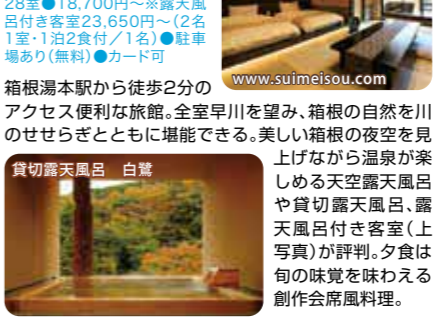 28室●18,700円〜※露天風
呂付き客室23,650円〜（2名
1室・1泊2食付／1名）●駐車
場あり（無料）●カード可
www.suimeisou.com
箱根湯本駅から徒歩2分の
アクセス便利な旅館。全室早川を望み、箱根の自然を川
のせせらぎとともに堪能できる。美しい箱根の夜空を見
上げながら温泉が楽
しめる天空露天風呂
や貸切露天風呂、露
天風呂付き客室（上
写真）が評判。夕食は
旬の味覚を味わえる
創作会席風料理。
貸切露天風呂　白鷺